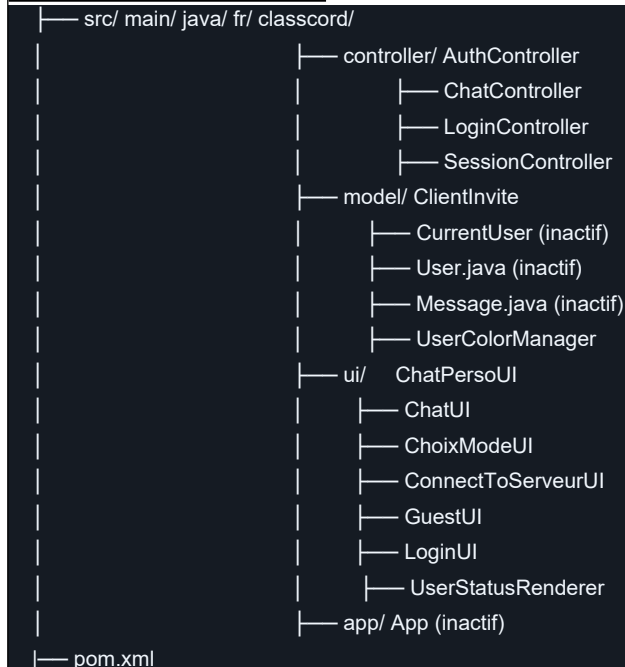 ├── src/ main/ java/ fr/ classcord/
│ ├── controller/ AuthController
│ │ ├── ChatController
│ │ ├── LoginController
│ │ ├── SessionController
│ ├── model/ ClientInvite
│ │ ├── CurrentUser (inactif)
│ │ ├── User.java (inactif)
│ │ ├── Message.java (inactif)
│ │ ├── UserColorManager
│ ├── ui/ ChatPersoUI
│ │ ├── ChatUI
│ │ ├── ChoixModeUI
│ │ ├── ConnectToServeurUI
│ │ ├── GuestUI
│ │ ├── LoginUI
│ │ ├── UserStatusRenderer
│ ├── app/ App (inactif)
|── pom.xml